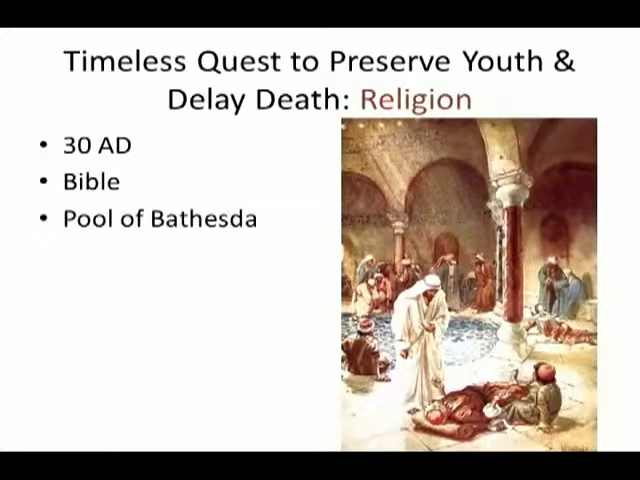 Timeless Quest to Preserve Youth &
Delay Death: Religion
• 30 AD
• Bible
• Pool of Bathesda